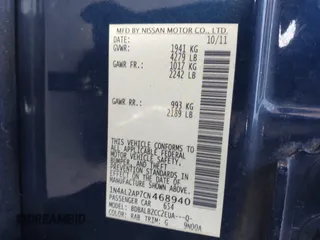 MFD BY NISSAN MOTOR CO., LTD.
DATE: 10/11
GVWR: 1941 KG
4279 LB
GAWR FR: 1017 KG
2242 LB
GAWR RR: 993 KG
2189 LB
THIS VEHICLE CONFORMS TO ALL
APPLICABLE FEDERAL MOTOR
VEHICLE SAFETY, BUMPER,
AND THEFT PREVENTION
STANDARDS IN EFFECT ON
THE DATE OF MANUFACTURE
SHOWN ABOVE.
1N4AL2AP7CN468940
PASSENGER CAR 654
MODEL: BDBALBZCZEUA---Q-
COLOR: RAB TRIM: G 9H00A
IDBAMEID